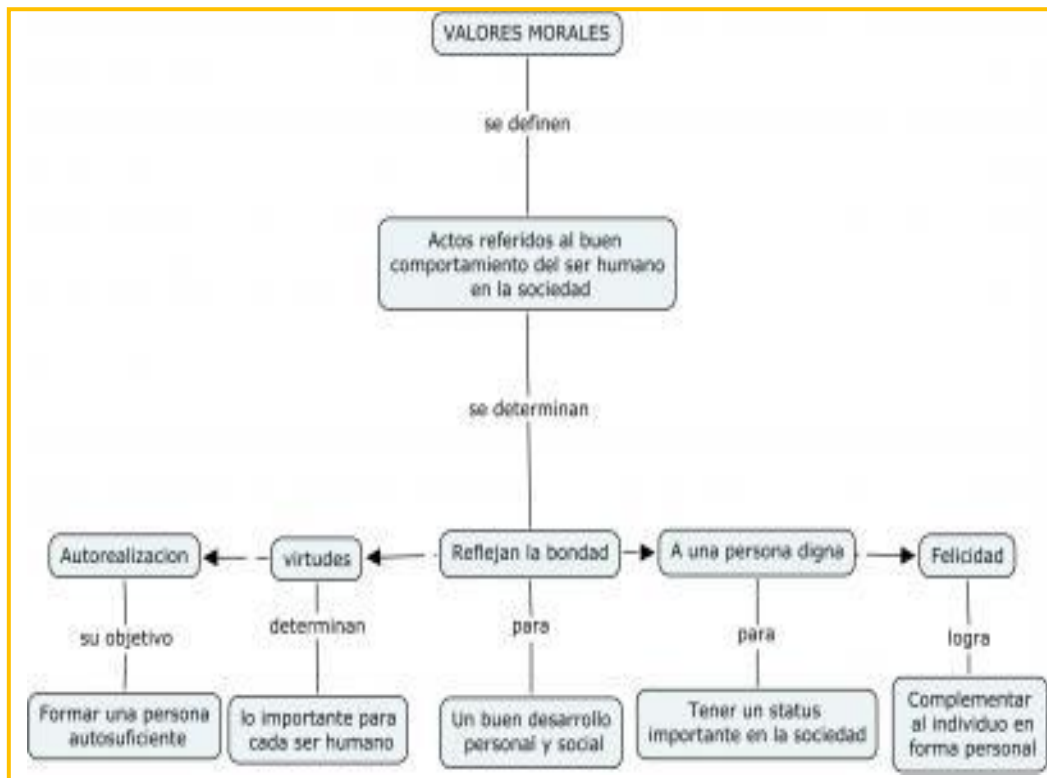 VALORES MORALES
se definen
Actos referidos al buen
comportamiento del ser humano
en la sociedad
se determinan
Autorealizacion
virtudes
Reflejan la bondad
A una persona digna
Felicidad
su objetivo
determinan
para
para
logra
Formar una persona
autosuficiente
lo importante para
cada ser humano
Un buen desarrollo
personal y social
Tener un status
importante en la sociedad
Complementar
al individuo en
forma personal